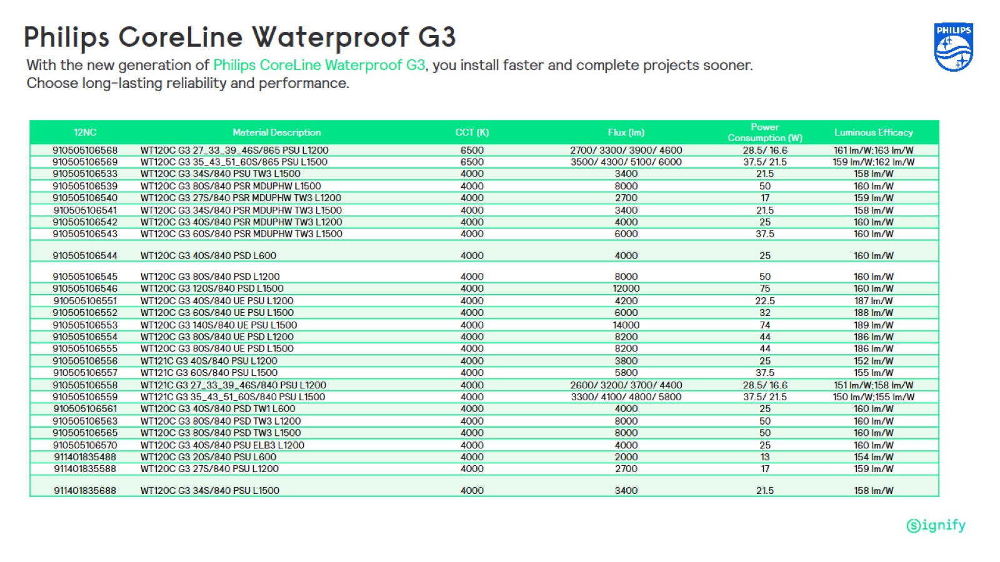 Philips CoreLine Waterproof G3
PHILIPS
With the new generation of Philips CoreLine Waterproof G3, you install faster and complete projects sooner.
Choose long-lasting reliability and performance.
12NC Material Description CCT (K) Flux (lm) Power Consumption (W) Luminous Efficacy
910505106568 WT120C G3 27_33_39_46S/865 PSU L1200 6500 2700/ 3300/ 3900/ 4600 28.5/ 16.6 161 lm/W;163 lm/W
910505106569 WT120C G3 35_43_51_60S/865 PSU L1500 6500 3500/ 4300/ 5100/ 6000 37.5/ 21.5 159 lm/W;162 lm/W
910505106533 WT120C G3 34S/840 PSU TW3 L1500 4000 3400 21.5 158 lm/W
910505106539 WT120C G3 80S/840 PSR MDUPHW L1500 4000 8000 50 160 lm/W
910505106540 WT120C G3 27S/840 PSR MDUPHW TW3 L1200 4000 2700 17 159 lm/W
910505106541 WT120C G3 34S/840 PSR MDUPHW TW3 L1500 4000 3400 21.5 158 lm/W
910505106542 WT120C G3 40S/840 PSR MDUPHW TW3 L1200 4000 4000 25 160 lm/W
910505106543 WT120C G3 60S/840 PSR MDUPHW TW3 L1500 4000 6000 37.5 160 lm/W
910505106544 WT120C G3 40S/840 PSD L600 4000 4000 25 160 lm/W
910505106545 WT120C G3 80S/840 PSD L1200 4000 8000 50 160 lm/W
910505106546 WT120C G3 120S/840 PSD L1500 4000 12000 75 160 lm/W
910505106551 WT120C G3 40S/840 UE PSU L1200 4000 4200 22.5 187 lm/W
910505106552 WT120C G3 60S/840 UE PSU L1500 4000 6000 32 188 lm/W
910505106553 WT120C G3 140S/840 UE PSU L1500 4000 14000 74 189 lm/W
910505106554 WT120C G3 80S/840 UE PSD L1200 4000 8200 44 186 lm/W
910505106555 WT120C G3 80S/840 UE PSD L1500 4000 8200 44 186 lm/W
910505106556 WT121C G3 40S/840 PSU L1200 4000 3800 25 152 lm/W
910505106557 WT121C G3 60S/840 PSU L1500 4000 5800 37.5 155 lm/W
910505106558 WT121C G3 27_33_39_46S/840 PSU L1200 4000 2600/ 3200/ 3700/ 4400 28.5/ 16.6 151 lm/W;158 lm/W
910505106559 WT121C G3 35_43_51_60S/840 PSU L1500 4000 3300/ 4100/ 4800/ 5800 37.5/ 21.5 150 lm/W;155 lm/W
910505106561 WT120C G3 40S/840 PSD TW1 L600 4000 4000 25 160 lm/W
910505106563 WT120C G3 80S/840 PSD TW3 L1200 4000 8000 50 160 lm/W
910505106565 WT120C G3 80S/840 PSD TW3 L1500 4000 8000 50 160 lm/W
910505106570 WT120C G3 40S/840 PSU ELB3 L1200 4000 4000 25 160 lm/W
911401835488 WT120C G3 20S/840 PSU L600 4000 2000 13 154 lm/W
911401835588 WT120C G3 27S/840 PSU L1200 4000 2700 17 159 lm/W
911401835688 WT120C G3 34S/840 PSU L1500 4000 3400 21.5 158 lm/W
Signify